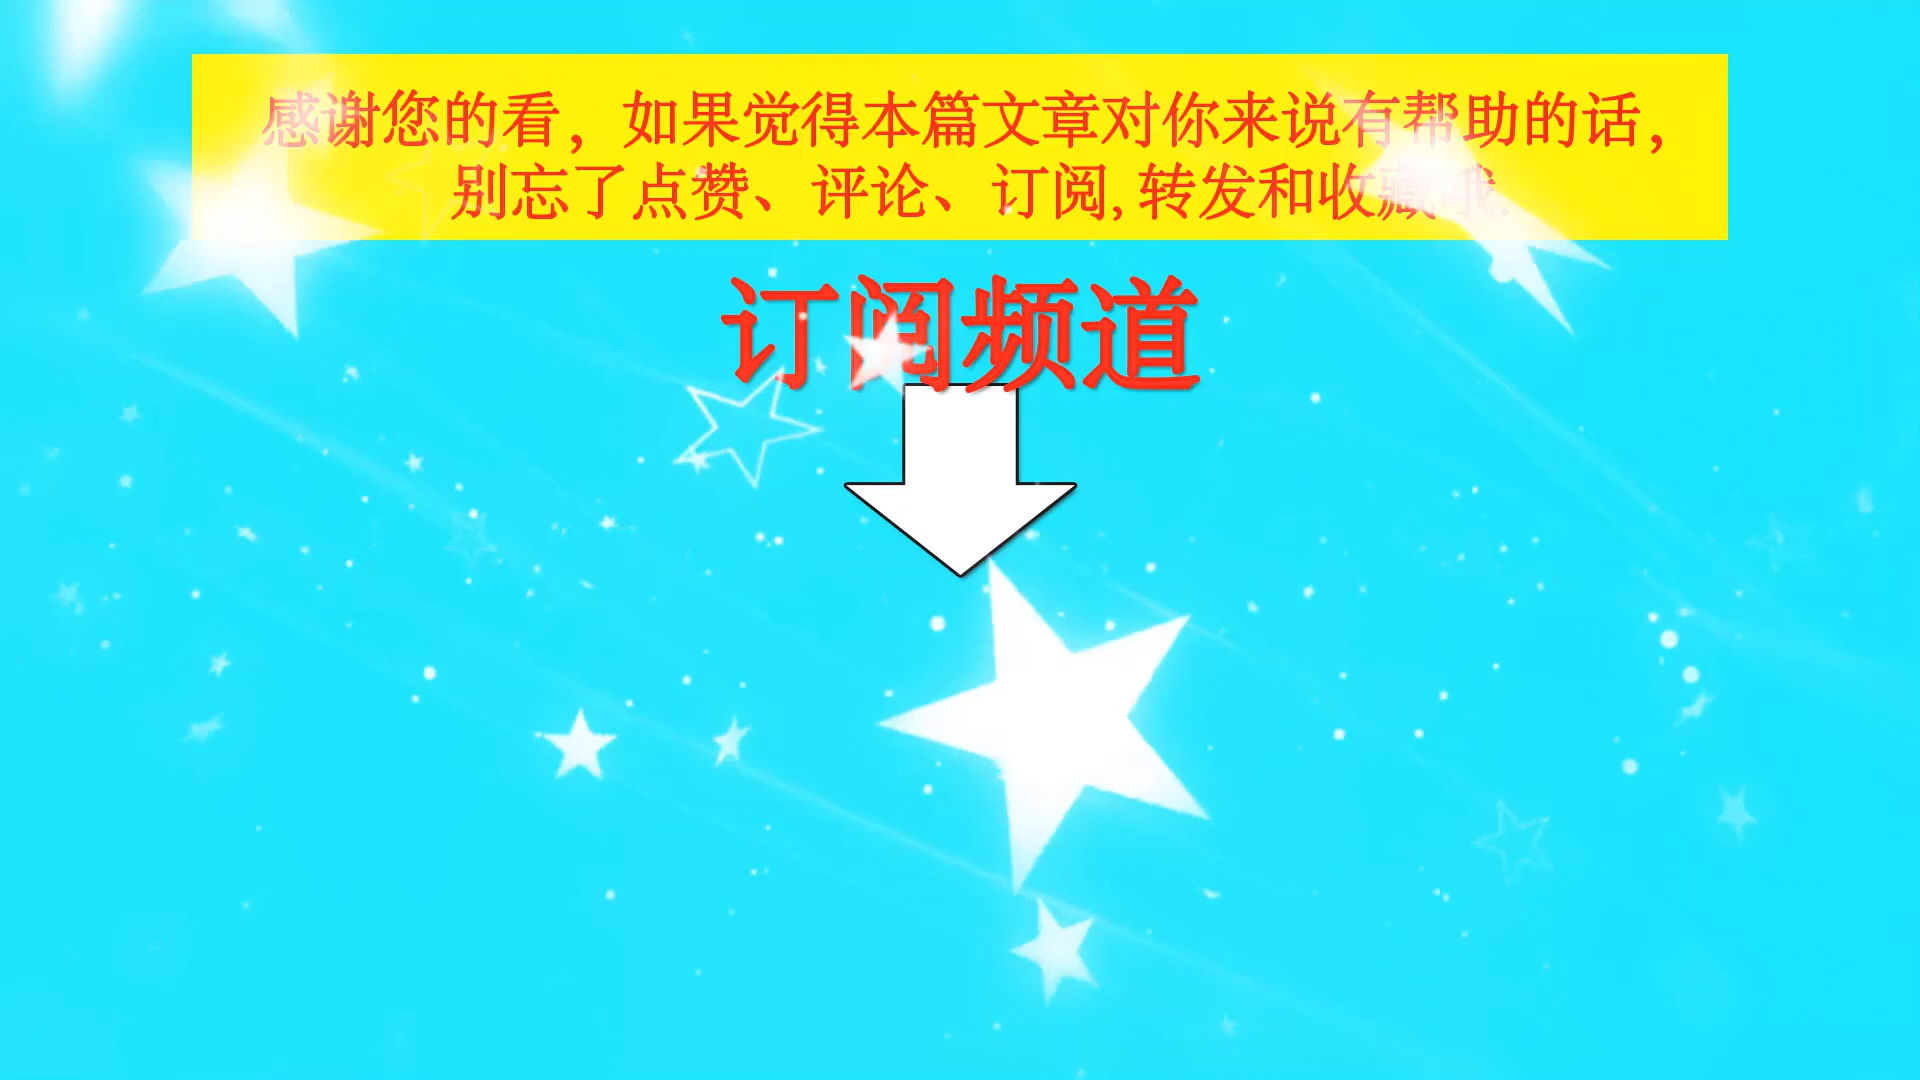 感谢您的看，如果觉得本篇文章对你来说有帮助的话，
别忘了点赞、评论、订阅,转发和收藏哦.
订阅频道